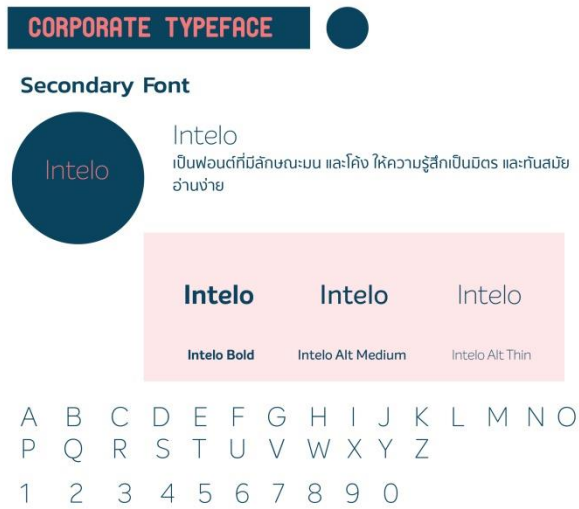 CORPORATE TYPEFACE
Secondary Font
Intelo
Intelo
เป็นฟอนต์ที่มีลักษณะมน และโค้ง ให้ความรู้สึกเป็นมิตร และทันสมัย
อ่านง่าย
Intelo Intelo Intelo
Intelo Bold Intelo Alt Medium Intelo Alt Thin
A B C D E F G H I J K L M N O
P Q R S T U V W X Y Z
1 2 3 4 5 6 7 8 9 0